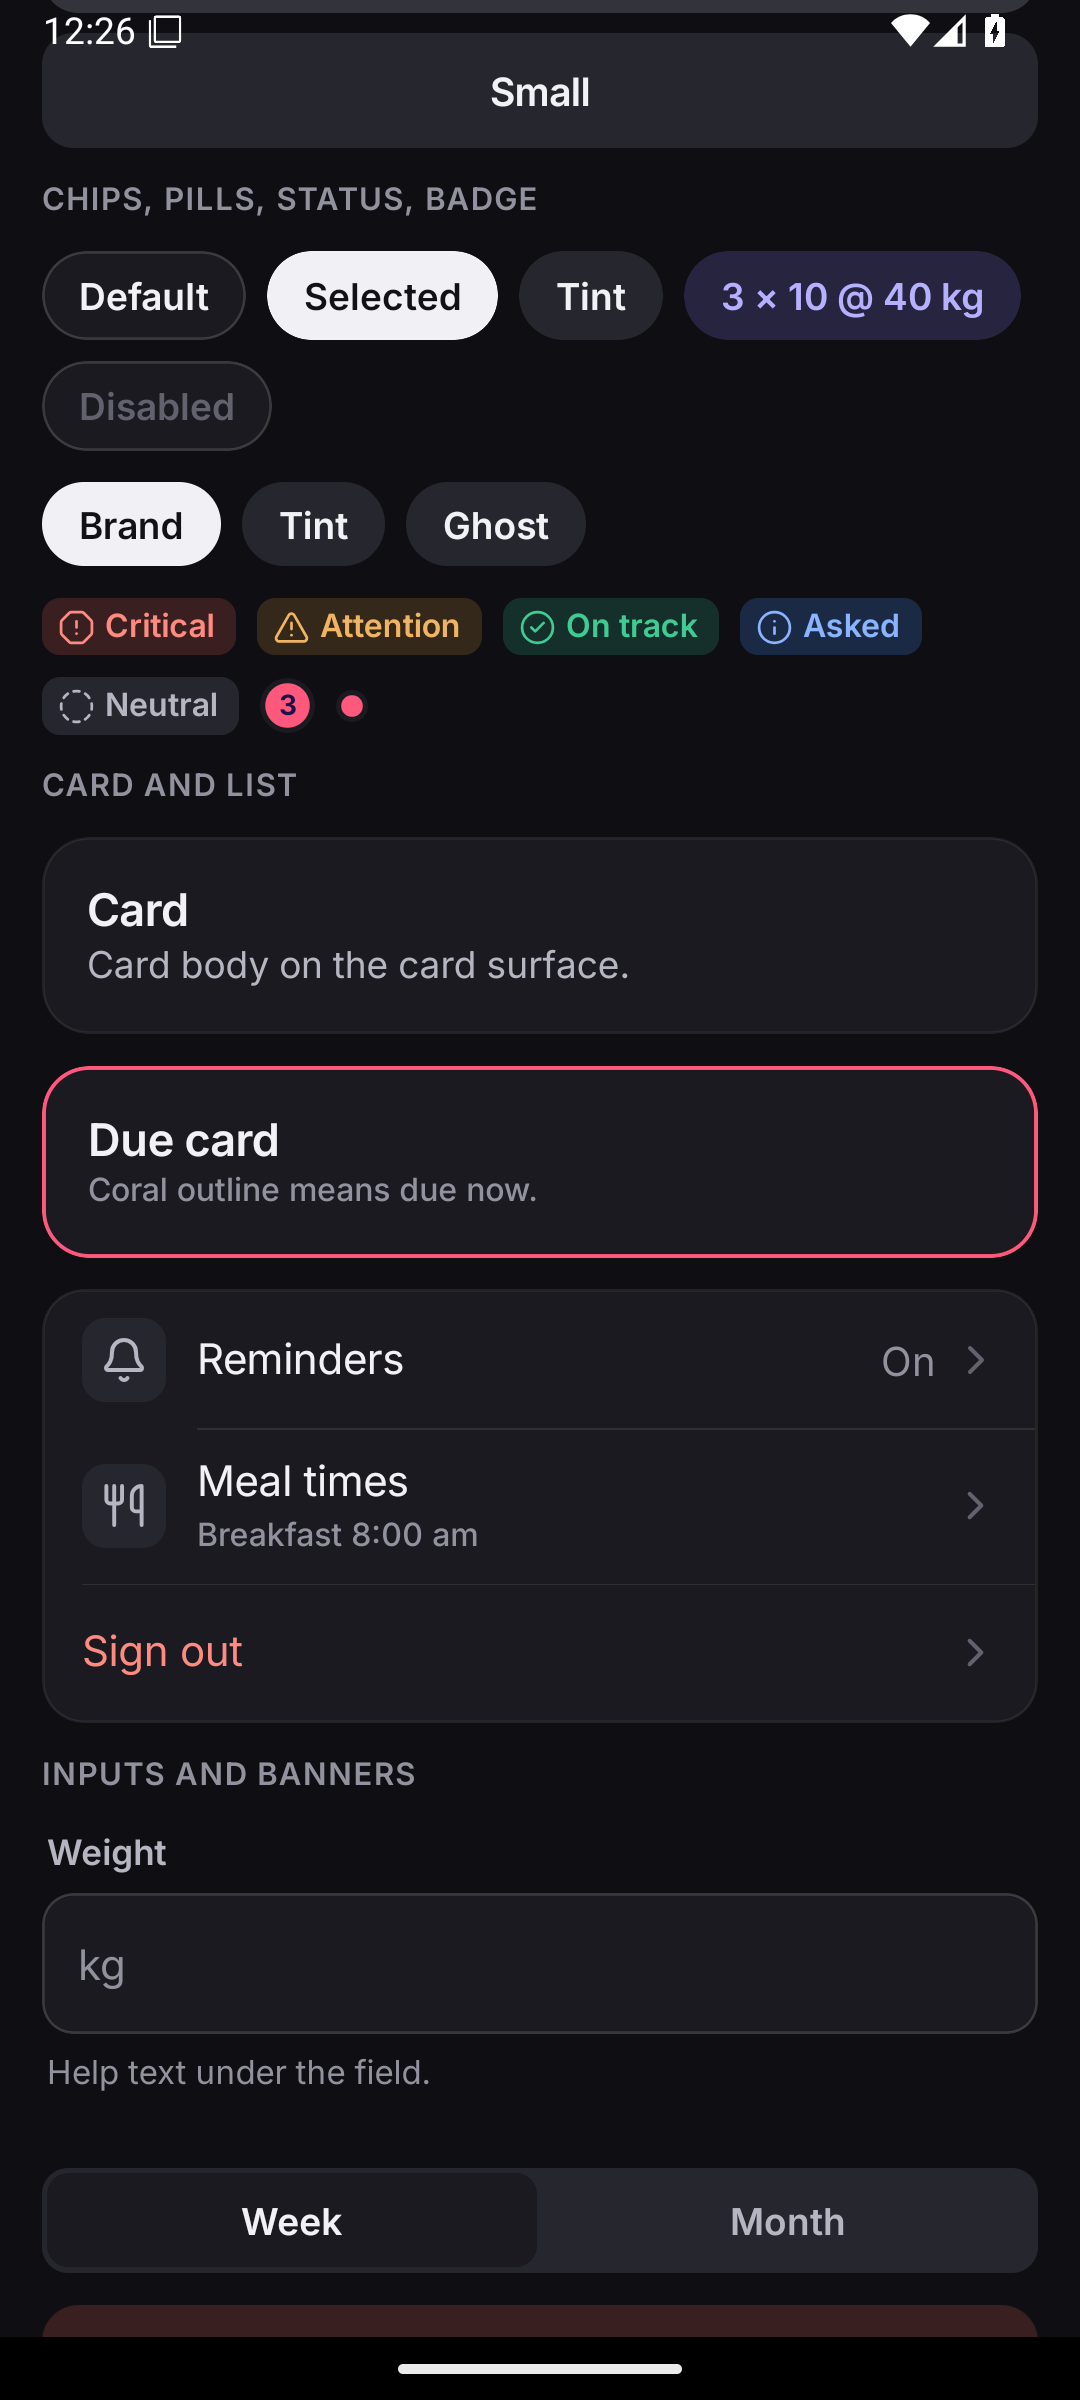 12:26
Small
CHIPS, PILLS, STATUS, BADGE
Default Selected Tint 3 × 10 @ 40 kg
Disabled
Brand Tint Ghost
Critical Attention On track Asked
Neutral 3
CARD AND LIST
Card
Card body on the card surface.
Due card
Coral outline means due now.
Reminders On
Meal times
Breakfast 8:00 am
Sign out
INPUTS AND BANNERS
Weight
kg
Help text under the field.
Week Month